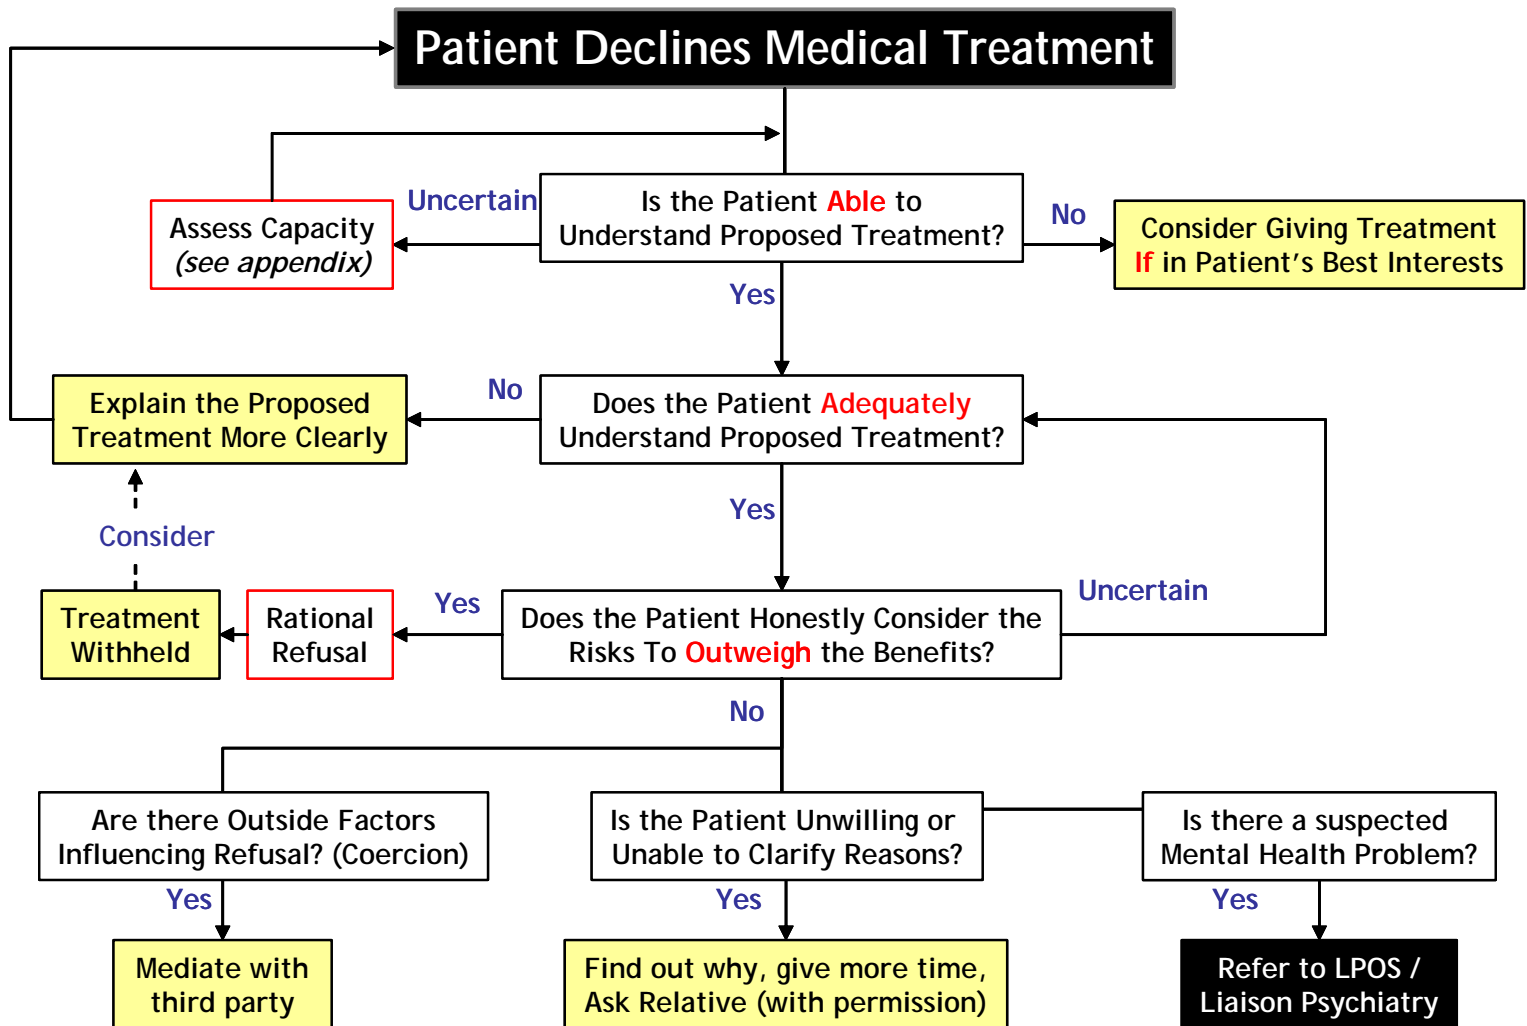 Patient Declines Medical Treatment
Uncertain
Is the Patient Able to
Understand Proposed Treatment?
No
Assess Capacity
(see appendix)
Consider Giving Treatment
If in Patient's Best Interests
Yes
Explain the Proposed
Treatment More Clearly
No
Does the Patient Adequately
Understand Proposed Treatment?
Yes
Consider
Treatment
Withheld
Rational
Refusal
Yes
Does the Patient Honestly Consider the
Risks To Outweigh the Benefits?
Uncertain
No
Are there Outside Factors
Influencing Refusal? (Coercion)
Is the Patient Unwilling or
Unable to Clarify Reasons?
Is there a suspected
Mental Health Problem?
Yes
Yes
Yes
Mediate with
third party
Find out why, give more time,
Ask Relative (with permission)
Refer to LPOS /
Liaison Psychiatry